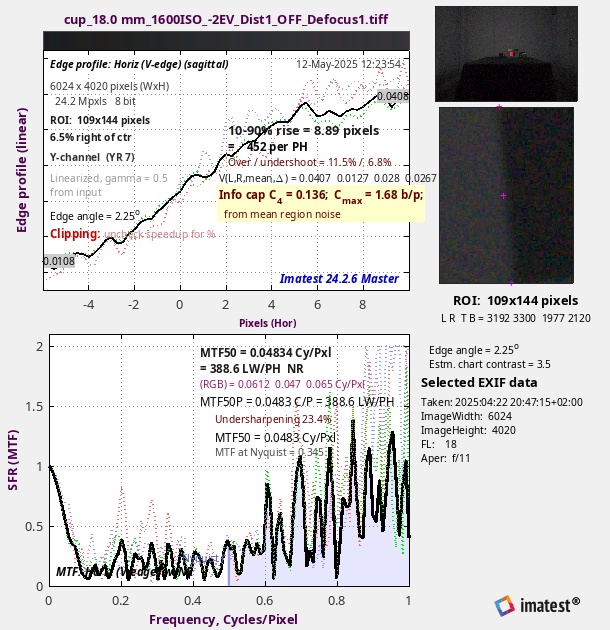 cup_18.0 mm_1600ISO_-2EV_Dist1_OFF_Defocus1.tiff
Edge profile: Horiz (V-edge) (sagittal)
12-May-2025 12:23:54
6024 x 4020 pixels (WxH)
24.2 Mpxls 8 bit
ROI: 109x144 pixels
6.5% right of ctr
Y-channel (YR 7)
Linearized, gamma = 0.5
from input
Edge angle = 2.25°
Clipping: uncheck speedup for %
0.0408
10-90% rise = 8.89 pixels
= 452 per PH
Over / undershoot = 11.5% / 6.8%
V(L,R,mean,Δ) = 0.0407 0.0127 0.028 0.0267
Info cap C4 = 0.136; Cmax = 1.68 b/p;
from mean region noise
0.0108
Imatest 24.2.6 Master
Edge profile (linear)
-4 -2 0 2 4 6 8
Pixels (Hor)
ROI: 109x144 pixels
L R T B = 3192 3300 1977 2120
Edge angle = 2.25°
Estm. chart contrast = 3.5
Selected EXIF data
Taken: 2025:04:22 20:47:15+02:00
ImageWidth: 6024
ImageHeight: 4020
FL: 18
Aper: f/11
MTF50 = 0.04834 Cy/Pxl
= 388.6 LW/PH NR
(RGB) = 0.0612 0.047 0.065 Cy/Pxl
MTF50P = 0.0483 C/P = 388.6 LW/PH
Undersharpening 23.4%
MTF50 = 0.0483 Cy/Pxl
MTF at Nyquist = 0.345
SFR (MTF)
2
1.5
1
0.5
0
Nyquist
0 0.2 0.4 0.6 0.8 1
Frequency, Cycles/Pixel
imatest®